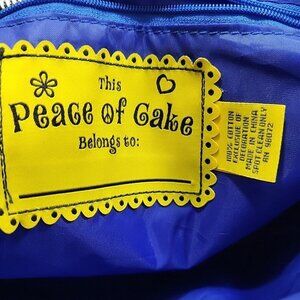 This
Peace of Cake
Belongs to:
100% COTTON
EXCLUSIVE OF
DECORATION
MADE IN CHINA
SPOT CLEAN ONLY
RN 98072